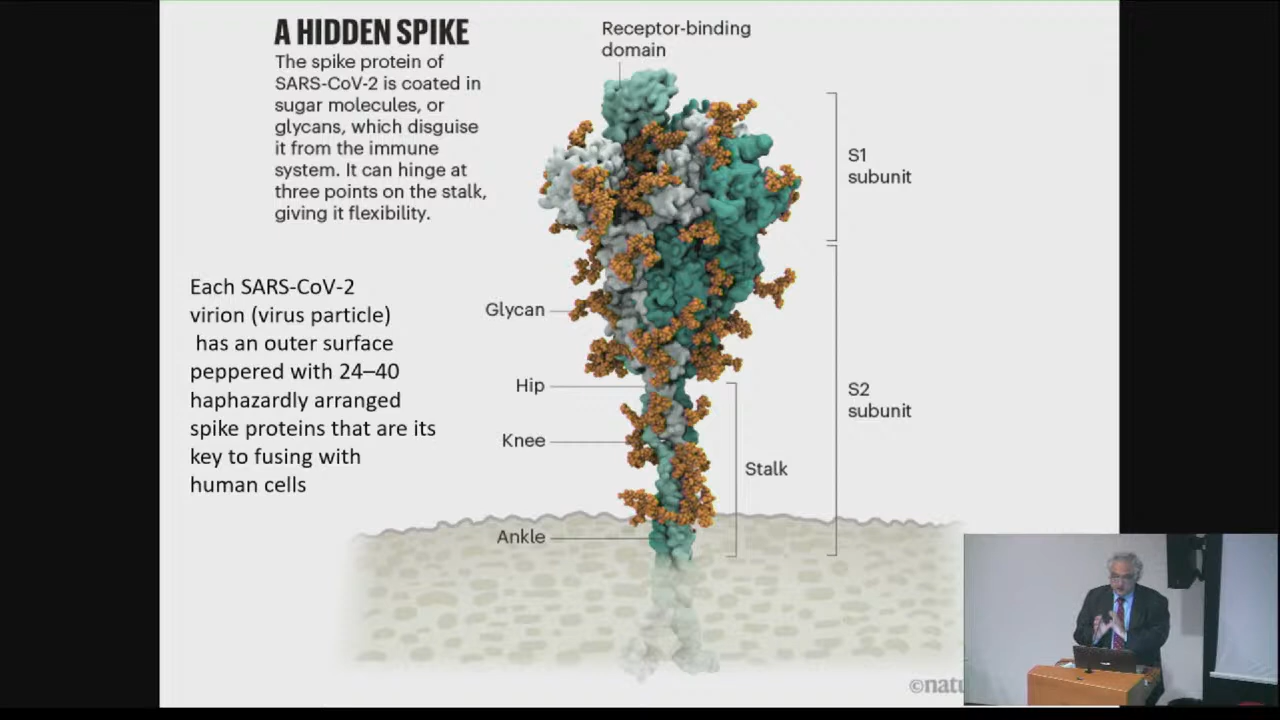 A HIDDEN SPIKE
The spike protein of
SARS-CoV-2 is coated in
sugar molecules, or
glycans, which disguise
it from the immune
system. It can hinge at
three points on the stalk,
giving it flexibility.
Each SARS-CoV-2
virion (virus particle)
has an outer surface
peppered with 24–40
haphazardly arranged
spike proteins that are its
key to fusing with
human cells
Receptor-binding
domain
S1
subunit
Glycan
Hip
Knee
S2
subunit
Stalk
Ankle
©natu